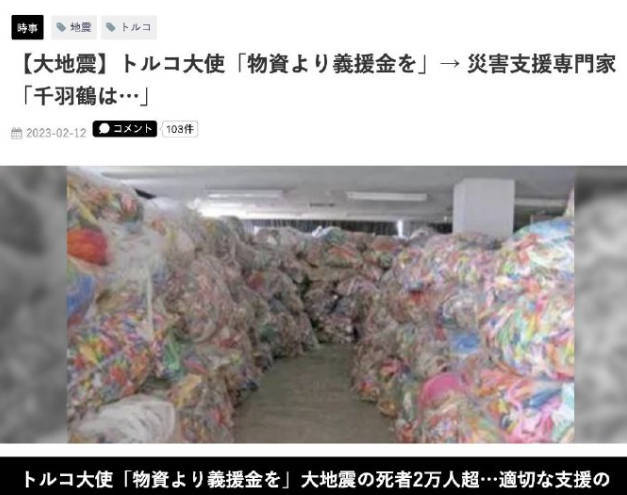 時事 地震 トルコ
【大地震】トルコ大使「物資より義援金を」→ 災害支援専門家
「千羽鶴は…」
2023-02-12 コメント 103件
トルコ大使「物資より義援金を」大地震の死者2万人超…適切な支援の